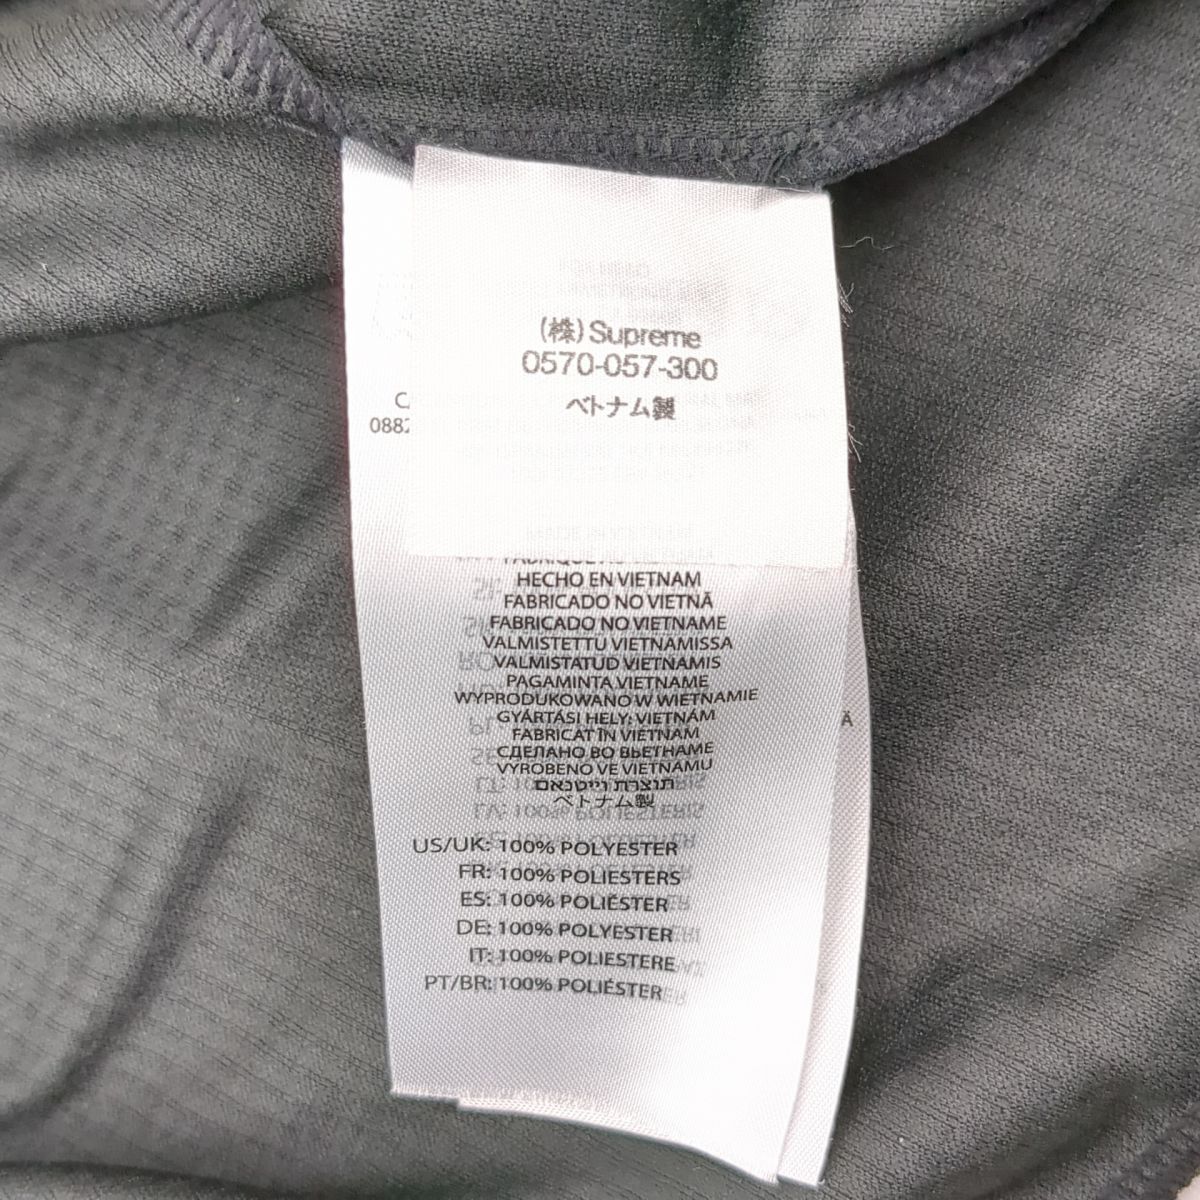 (株)Supreme
0570-057-300
ベトナム製
HECHO EN VIETNAM
FABRICADO NO VIETNÃ
FABRICADO NO VIETNAME
VALMISTETTU VIETNAMISSA
VALMISTATUD VIETNAMIS
PAGAMINTA VIETNAME
WYPRODUKOWANO W WIETNAMIE
GYÁRTÁSI HELY: VIETNÁM
FABRICAT ÎN VIETNAM
СДЕЛАНО ВО ВЬЕТНАМЕ
VYROBENO VE VIETNAMU
תוצרת וייטנאם
ベトナム製
US/UK: 100% POLYESTER
FR: 100% POLIESTERS
ES: 100% POLIÉSTER
DE: 100% POLYESTER
IT: 100% POLIESTERE
PT/BR: 100% POLIÉSTER